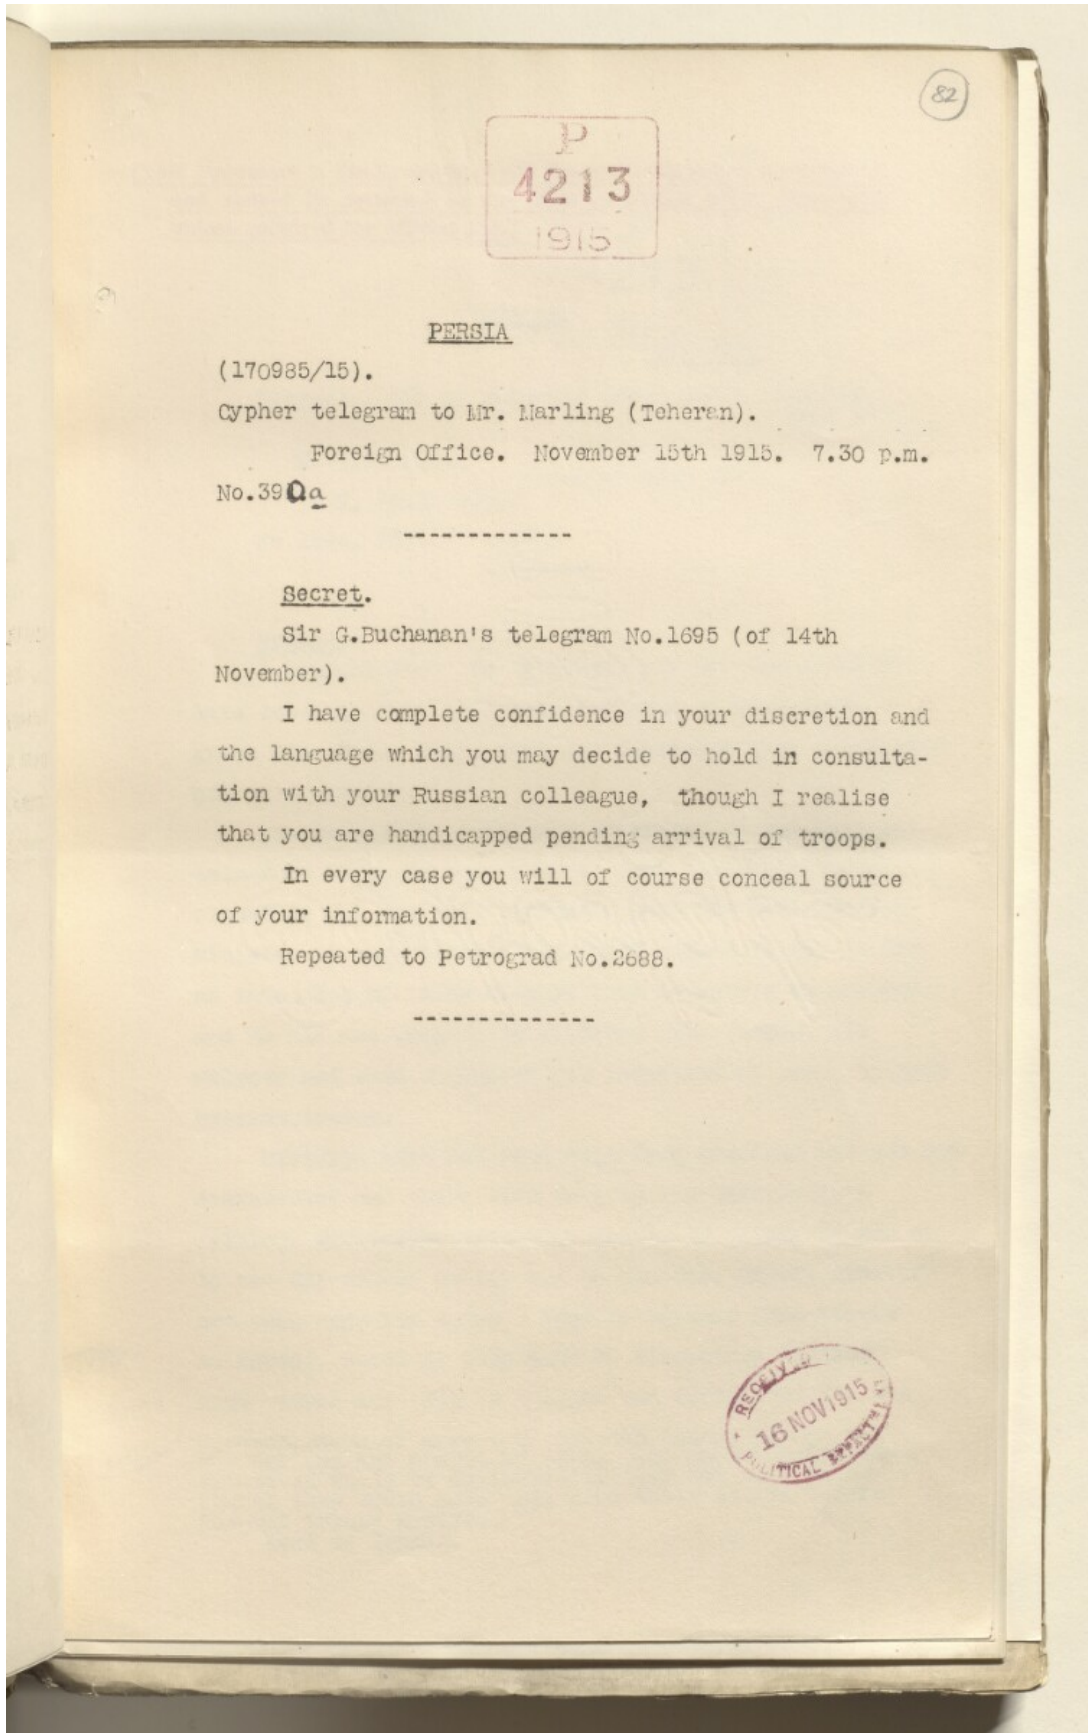 82
P
4213
1915
PERSIA
(170985/15).
Cypher telegram to Mr. Marling (Teheran).
Foreign Office. November 15th 1915. 7.30 p.m.
No.390a
-------------
Secret.
Sir G.Buchanan's telegram No.1695 (of 14th
November).
I have complete confidence in your discretion and
the language which you may decide to hold in consulta-
tion with your Russian colleague, though I realise
that you are handicapped pending arrival of troops.
In every case you will of course conceal source
of your information.
Repeated to Petrograd No.2688.
--------------
RECEIVED
16 NOV 1915
POLITICAL DEPARTMENT